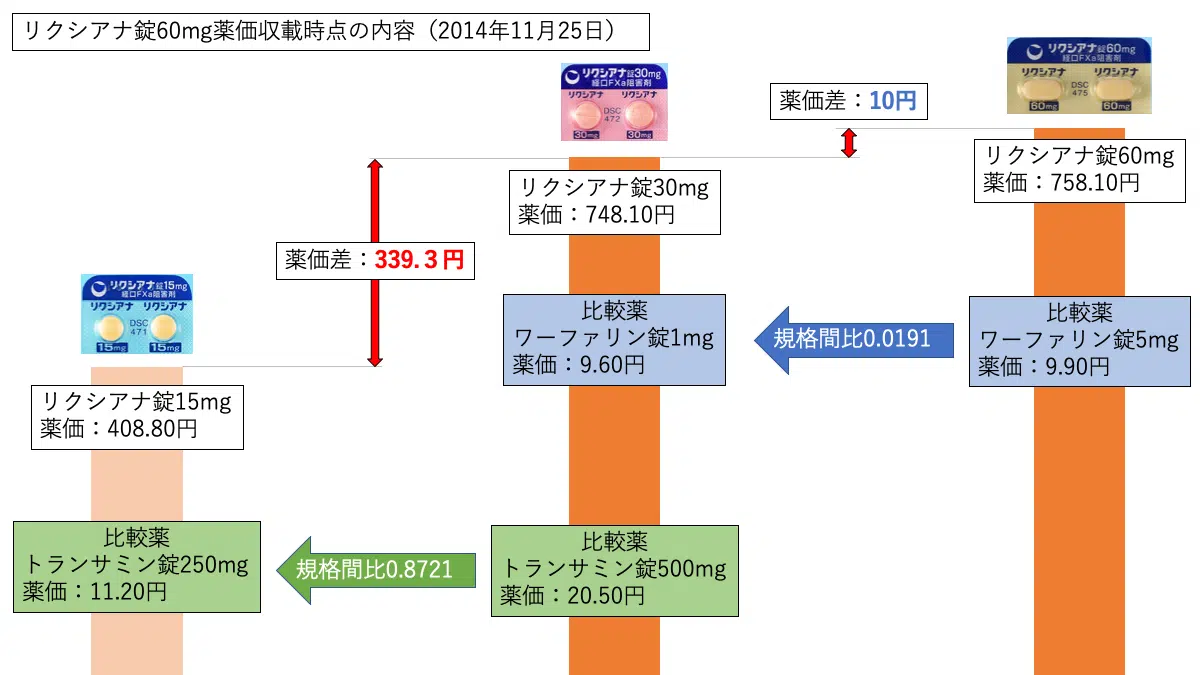 リクシアナ錠60mg薬価収載時点の内容（2014年11月25日）
リクシアナ錠60mg
経口FXa阻害剤
リクシアナ リクシアナ
DSC
475
60mg 60mg
リクシアナ錠30mg
経口FXa阻害剤
リクシアナ リクシアナ
DSC
472
30mg 30mg
薬価差：10円
リクシアナ錠60mg
薬価：758.10円
リクシアナ錠30mg
薬価：748.10円
薬価差：339.３円
リクシアナ錠15mg
経口FXa阻害剤
リクシアナ リクシアナ
DSC
471
15mg 15mg
比較薬
ワーファリン錠1mg
薬価：9.60円
規格間比0.0191
比較薬
ワーファリン錠5mg
薬価：9.90円
リクシアナ錠15mg
薬価：408.80円
比較薬
トランサミン錠250mg
薬価：11.20円
規格間比0.8721
比較薬
トランサミン錠500mg
薬価：20.50円